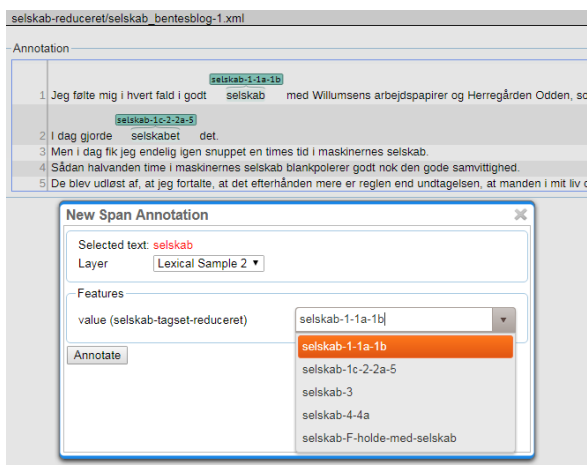 selskab-reduceret/selskab_bentesblog-1.xml
Annotation
selskab-1-1a-1b
1 Jeg følte mig i hvert fald i godt selskab med Willumsens arbejdspapirer og Herregården Odden, so
selskab-1c-2-2a-5
2 I dag gjorde selskabet det.
3 Men i dag fik jeg endelig igen snuppet en times tid i maskinernes selskab.
4 Sådan halvanden time i maskinernes selskab blankpolerer godt nok den gode samvittighed.
5 De blev udløst af, at jeg fortalte, at det efterhånden mere er reglen end undtagelsen, at manden i mit liv d
New Span Annotation
Selected text: selskab
Layer Lexical Sample 2
Features
value (selskab-tagset-reduceret) selskab-1-1a-1b
Annotate
selskab-1-1a-1b
selskab-1c-2-2a-5
selskab-3
selskab-4-4a
selskab-F-holde-med-selskab